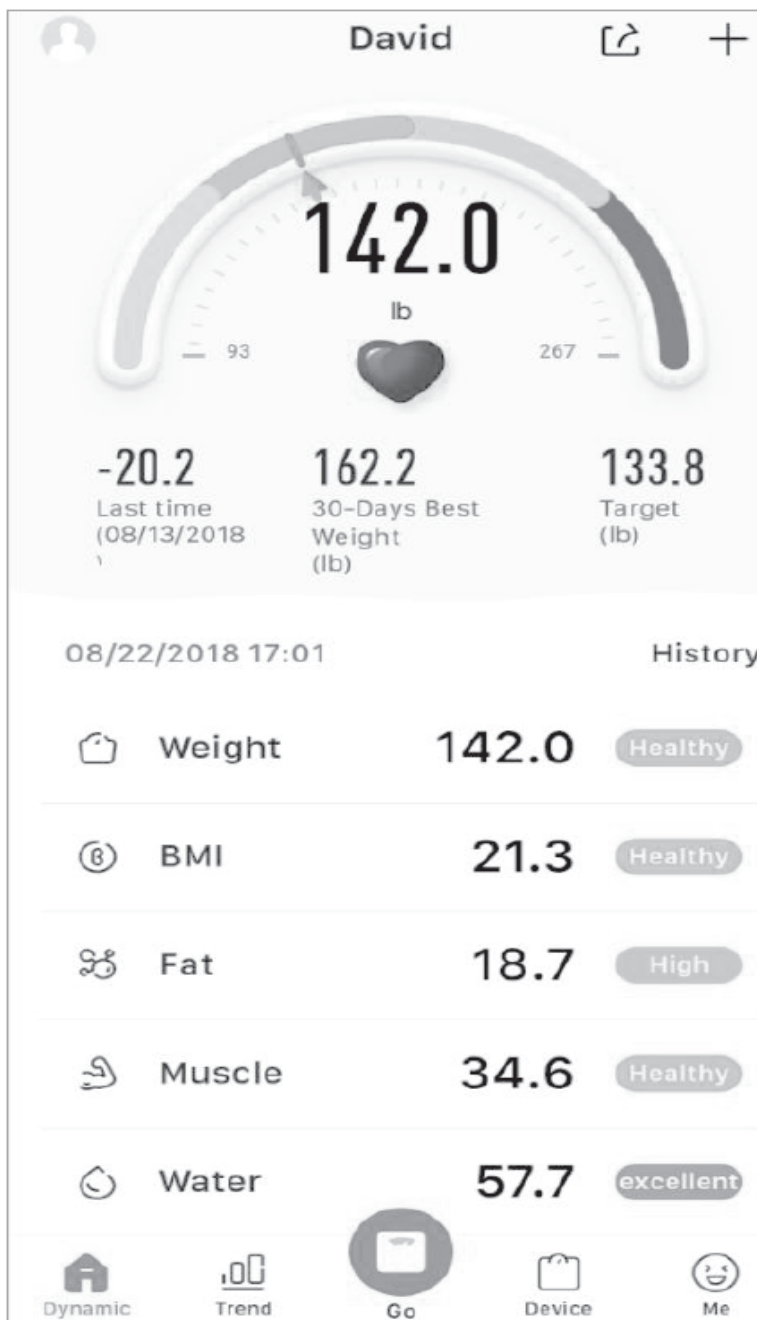 David
142.0
lb
93 267
-20.2 162.2 133.8
Last time 30-Days Best Target
(08/13/2018 Weight (lb)
) (lb)
08/22/2018 17:01 History
Weight 142.0 Healthy
BMI 21.3 Healthy
Fat 18.7 High
Muscle 34.6 Healthy
Water 57.7 excellent
Dynamic Trend Go Device Me